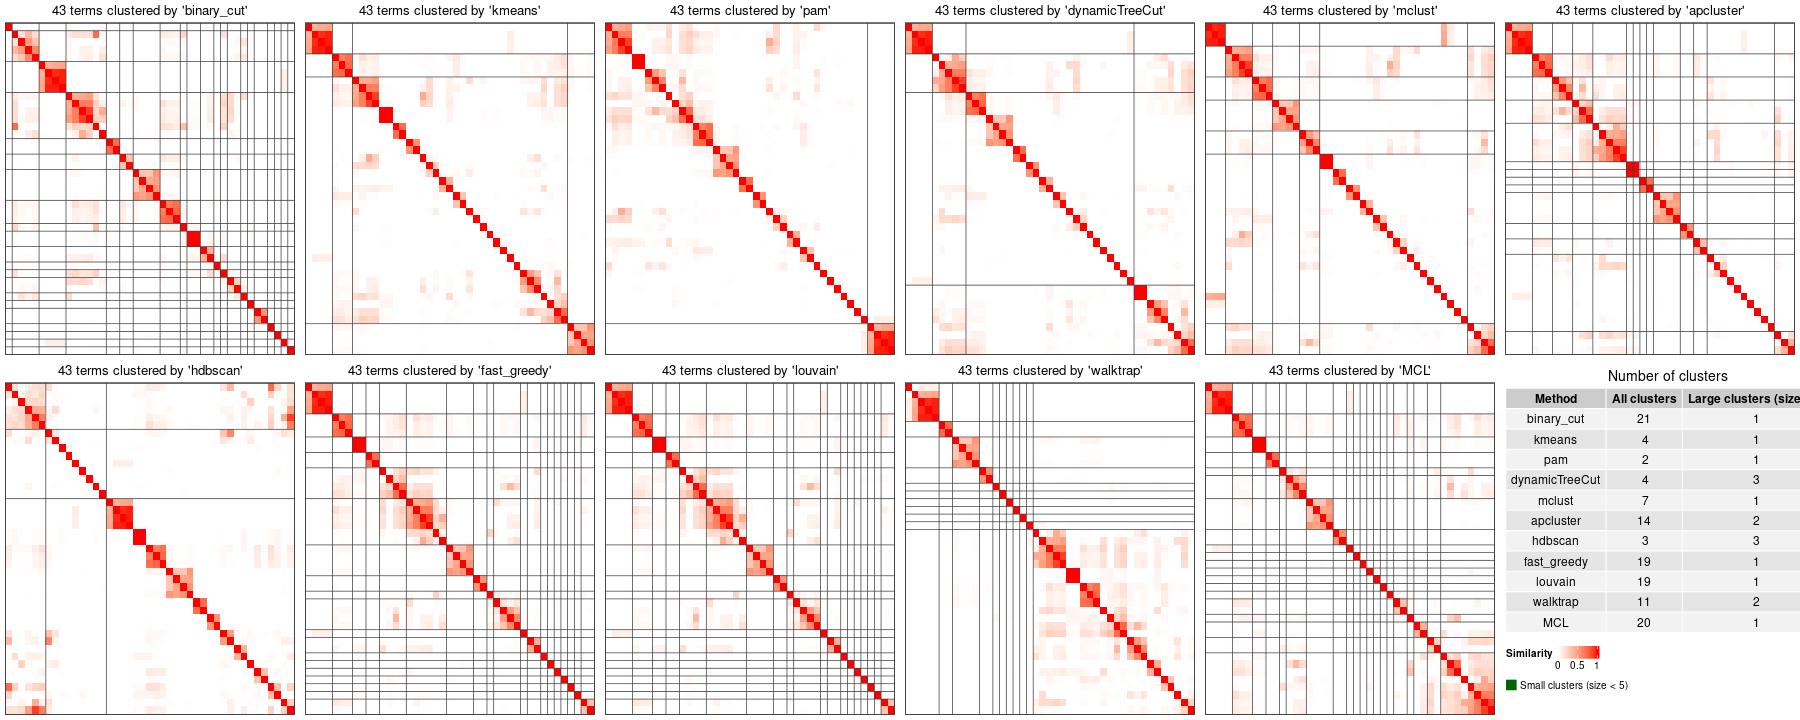 43 terms clustered by 'binary_cut'
43 terms clustered by 'kmeans'
43 terms clustered by 'pam'
43 terms clustered by 'dynamicTreeCut'
43 terms clustered by 'mclust'
43 terms clustered by 'apcluster'
43 terms clustered by 'hdbscan'
43 terms clustered by 'fast_greedy'
43 terms clustered by 'louvain'
43 terms clustered by 'walktrap'
43 terms clustered by 'MCL'
Number of clusters
Method All clusters Large clusters (size
binary_cut 21 1
kmeans 4 1
pam 2 1
dynamicTreeCut 4 3
mclust 7 1
apcluster 14 2
hdbscan 3 3
fast_greedy 19 1
louvain 19 1
walktrap 11 2
MCL 20 1
Similarity
0 0.5 1
Small clusters (size < 5)